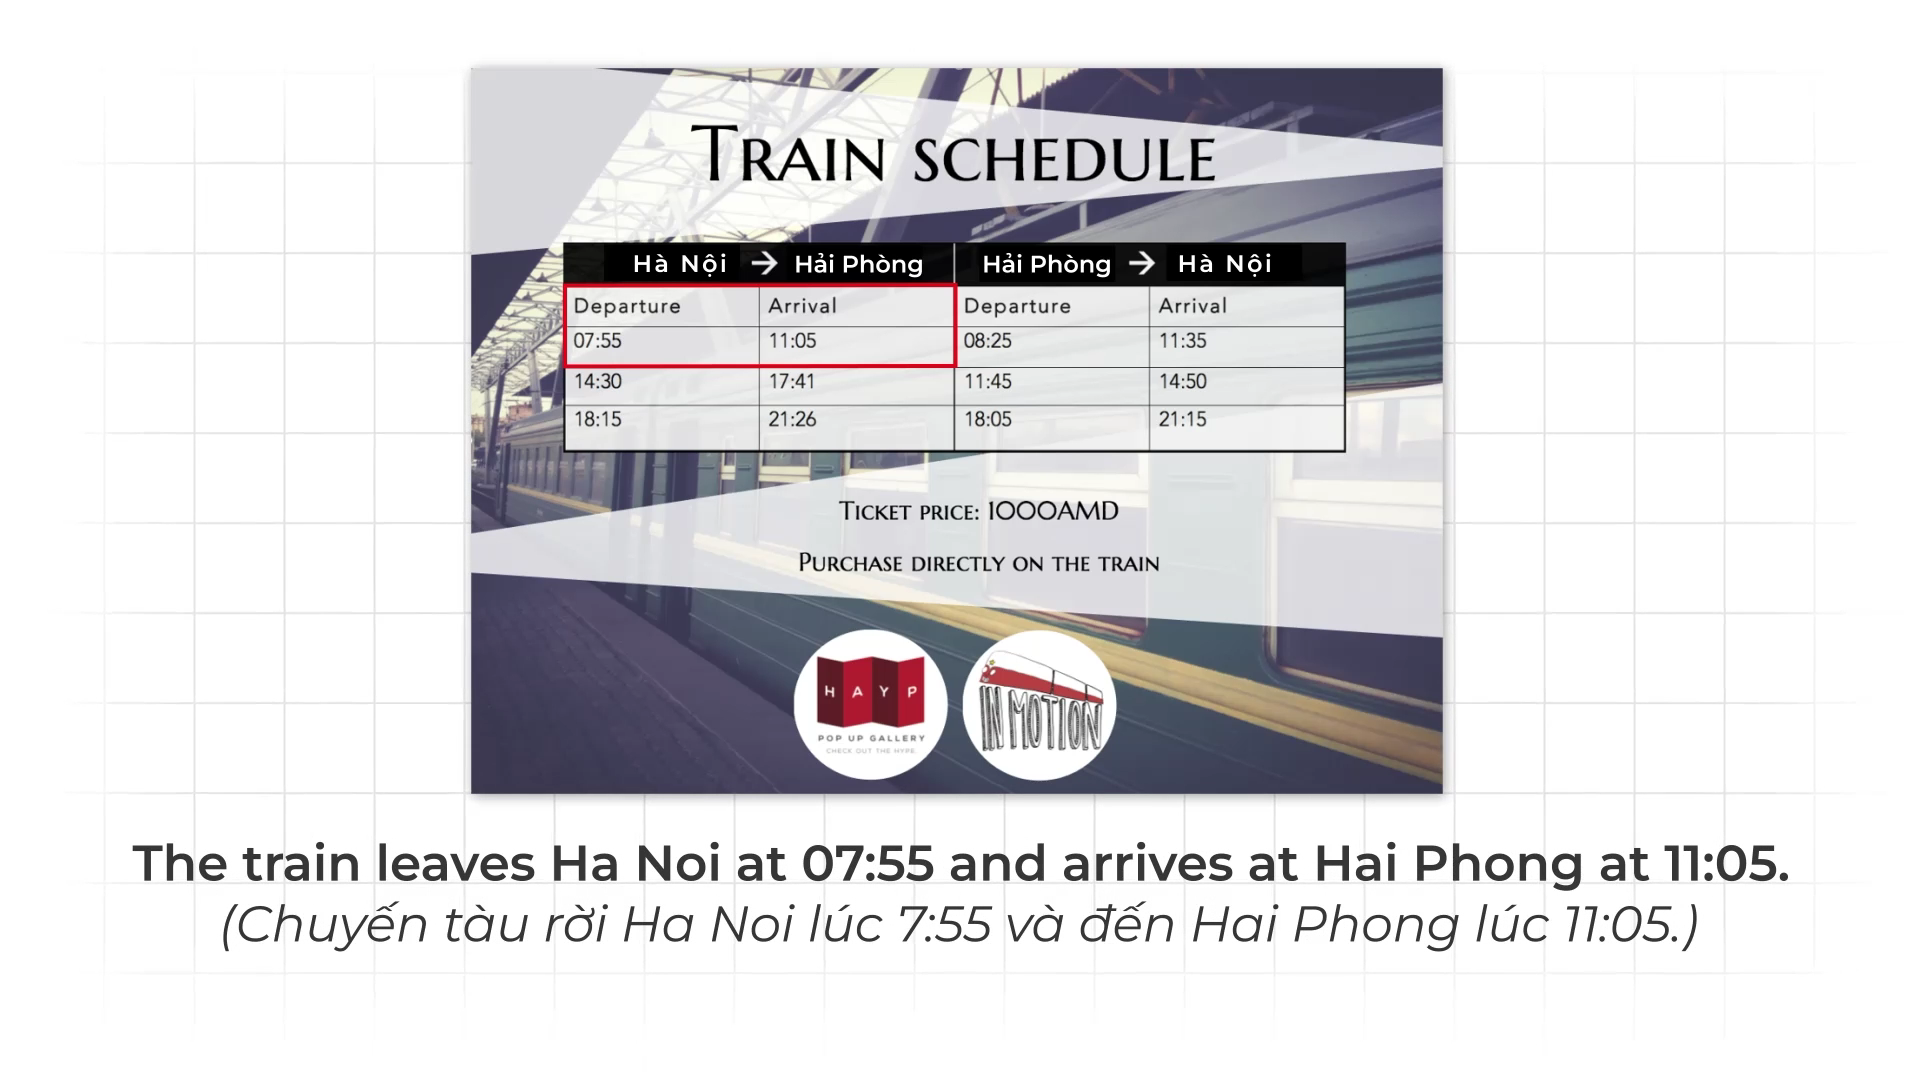 TRAIN SCHEDULE
Hà Nội → Hải Phòng Hải Phòng → Hà Nội
Departure Arrival Departure Arrival
07:55 11:05 08:25 11:35
14:30 17:41 11:45 14:50
18:15 21:26 18:05 21:15
TICKET PRICE: 1000AMD
PURCHASE DIRECTLY ON THE TRAIN
HAYP
POP UP GALLERY
CHECK OUT THE HYPE
IN MOTION
The train leaves Ha Noi at 07:55 and arrives at Hai Phong at 11:05.
(Chuyến tàu rời Ha Noi lúc 7:55 và đến Hai Phong lúc 11:05.)